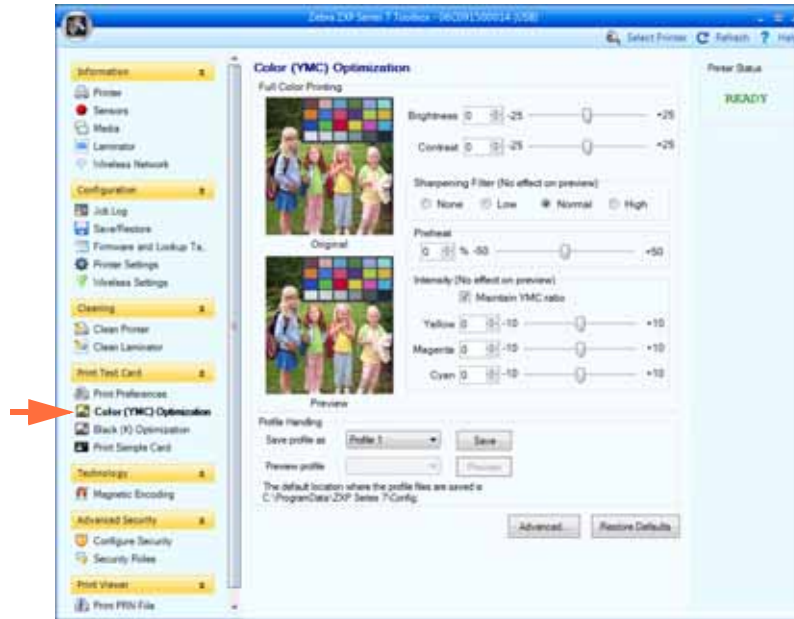 Zebra ZXP Series 7 Toolbox - 06C091500014 (USB)
Select Printer Refresh ? Help
Information
Printer
Sensors
Media
Laminator
Wireless Network
Configuration
Job Log
Save/Restore
Firmware and Lookup Ta..
Printer Settings
Wireless Settings
Cleaning
Clean Printer
Clean Laminator
Print Test Card
Print Preferences
Color (YMC) Optimization
Black (K) Optimization
Print Sample Card
Technology
Magnetic Encoding
Advanced Security
Configure Security
Security Roles
Print Viewer
Print PRN File
Color (YMC) Optimization
Full Color Printing
Original
Preview
Brightness 0 -25 +25
Contrast 0 -25 +25
Sharpening Filter (No effect on preview)
None Low Normal High
Preheat
0 % -50 +50
Intensity (No effect on preview)
Maintain YMC ratio
Yellow 0 -10 +10
Magenta 0 -10 +10
Cyan 0 -10 +10
Profile Handling
Save profile as Profile 1 Save
Preview profile Preview
The default location where the profile files are saved is
C:\ProgramData\ZXP Series 7\Config
Advanced... Restore Defaults
Printer Status
READY